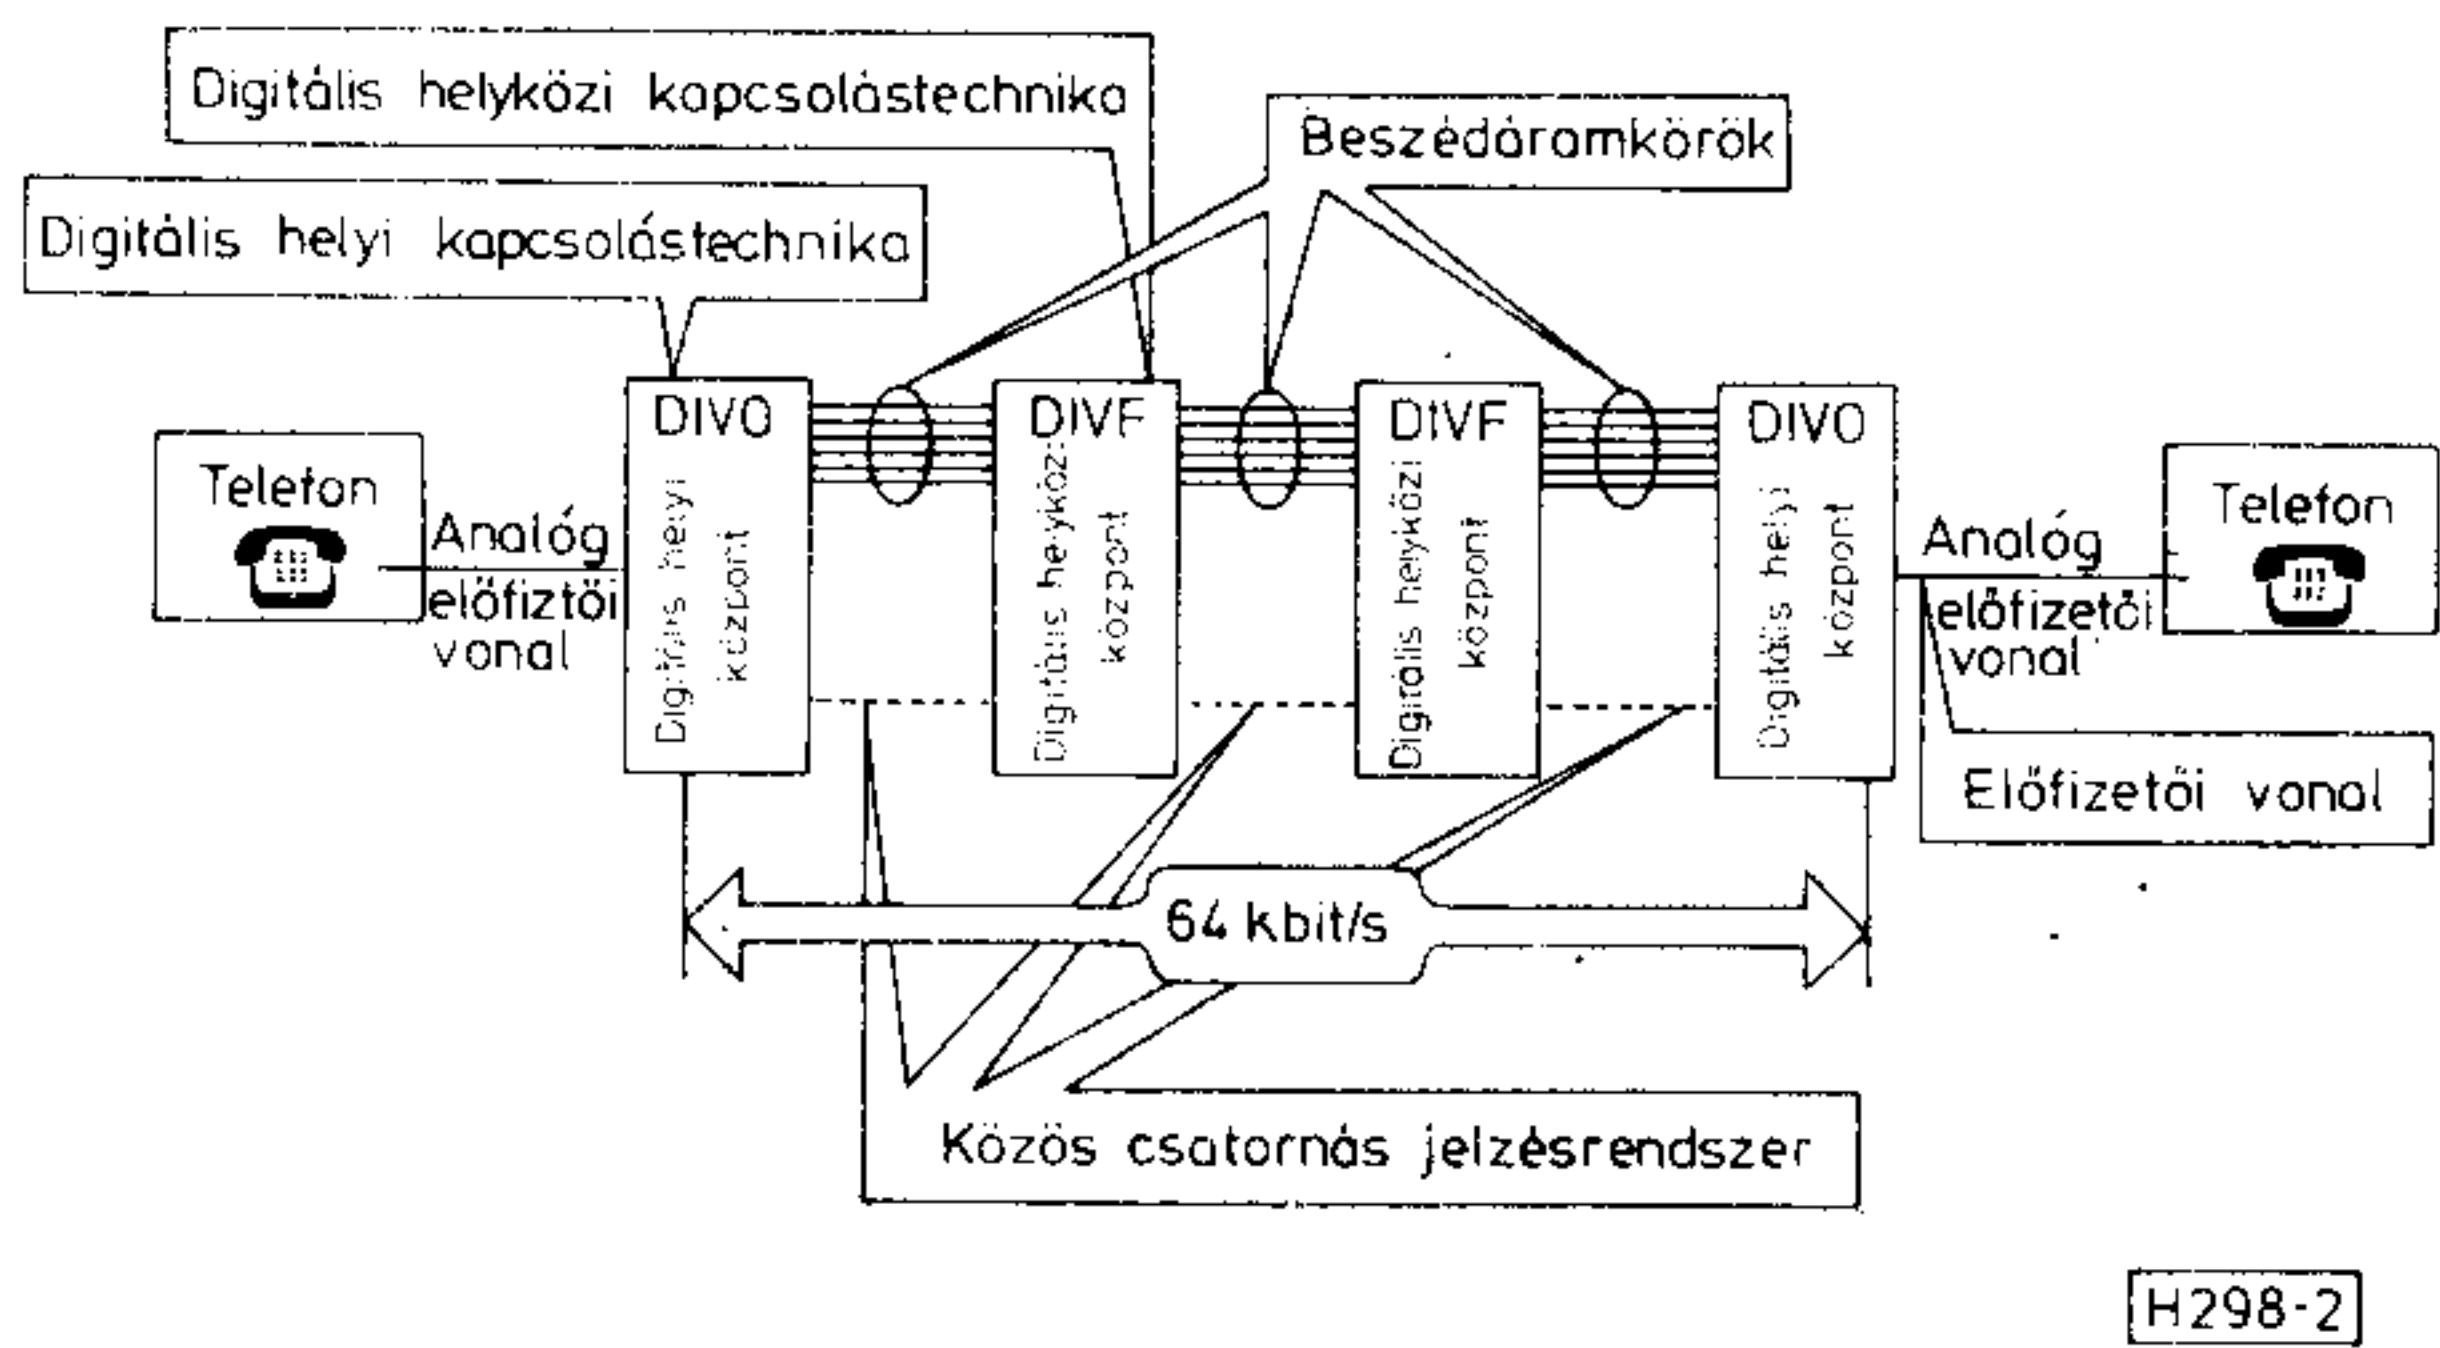 Digitális helyközi kapcsolástechnika
Beszédáramkörök
Digitális helyi kapcsolástechnika
DIVO
DIVF
DIVF
DIVO
Telefon
Telefon
Analóg
előfiztői
vonal
Digitális helyi
központ
Digitális helyközi
központ
Digitális helyközi
központ
Digitális helyi
központ
Analóg
előfizetői
vonal
Előfizetői vonal
64 Kbit/s
Közös csatornás jelzésrendszer
H298-2